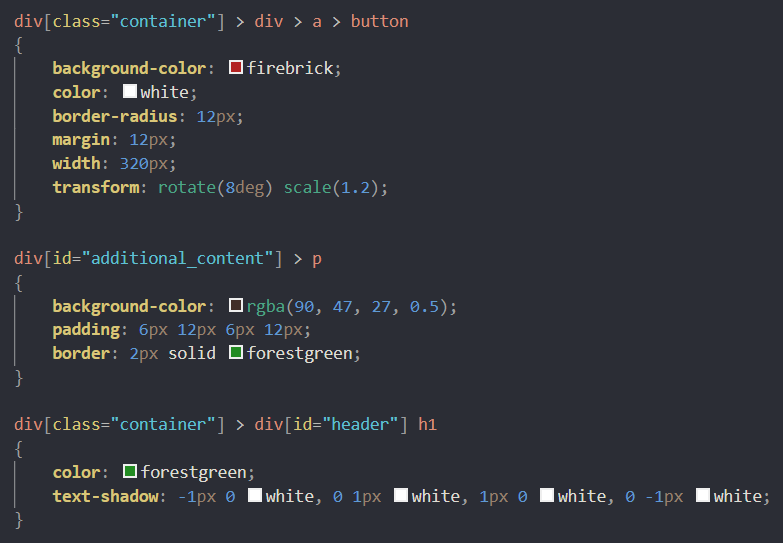 div[class="container"] > div > a > button
{
background-color: firebrick;
color: white;
border-radius: 12px;
margin: 12px;
width: 320px;
transform: rotate(8deg) scale(1.2);
}
div[id="additional_content"] > p
{
background-color: rgba(90, 47, 27, 0.5);
padding: 6px 12px 6px 12px;
border: 2px solid forestgreen;
}
div[class="container"] > div[id="header"] h1
{
color: forestgreen;
text-shadow: -1px 0 white, 0 1px white, 1px 0 white, 0 -1px white;
}